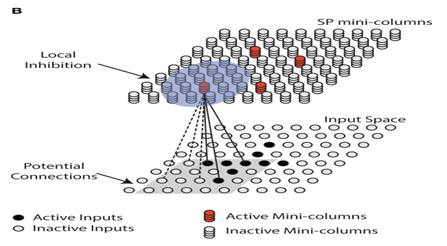 B
SP mini-columns
Local
Inhibition
Input Space
Potential
Connections
Active Inputs
Inactive Inputs
Active Mini-columns
Inactive Mini-columns